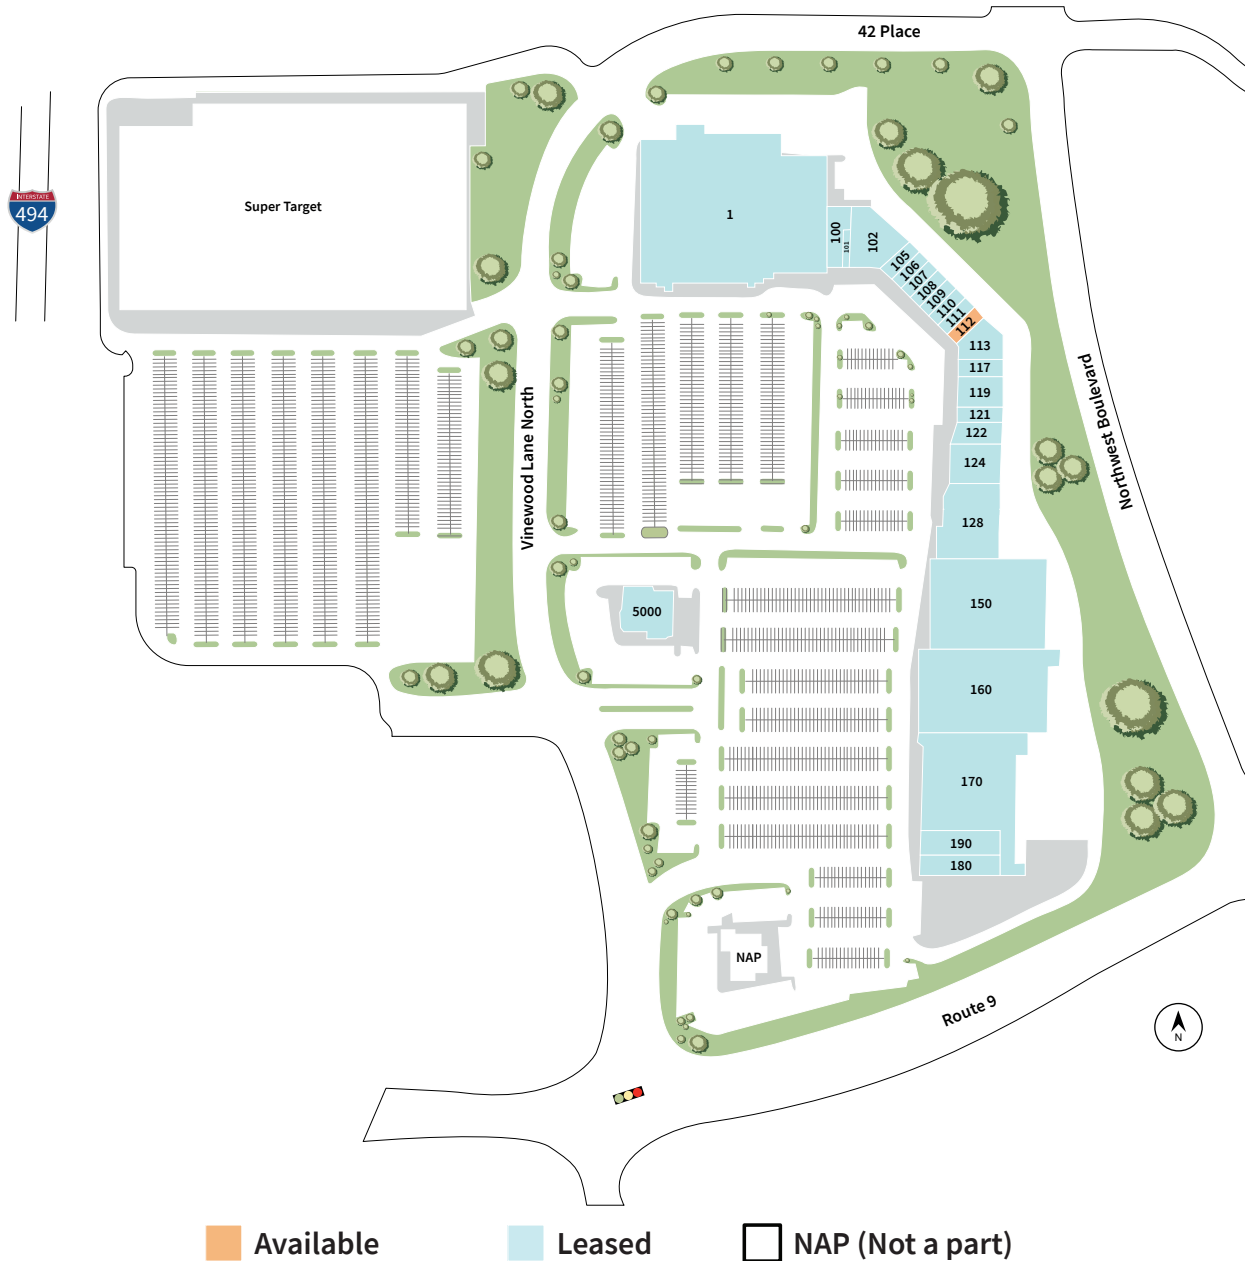 42 Place
INTERSTATE
494
Super Target
1
100
101
102
105
106
107
108
109
110
111
112
113
117
119
121
122
124
128
150
160
170
190
180
5000
NAP
Vinewood Lane North
Northwest Boulevard
Route 9
N
Available
Leased
NAP (Not a part)